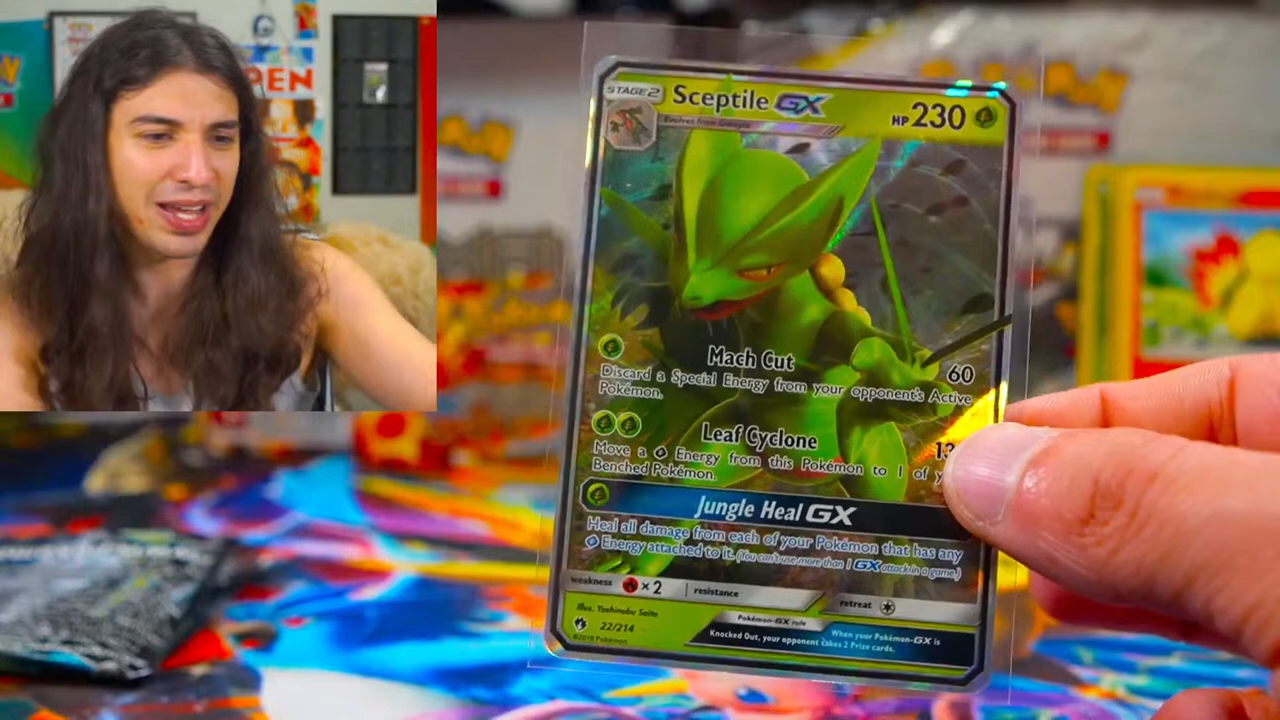 PEN
STAGE 2
Sceptile GX
HP 230
Evolves from Grovyle
Mach Cut
60
Discard a Special Energy from your opponent's Active
Pokémon.
Leaf Cyclone
Move a Energy from this Pokémon to 1 of
Benched Pokémon.
Jungle Heal GX
Heal all damage from each of your Pokémon that has any
Energy attached to it. (You can't use more than 1 GX attack in a game.)
weakness ×2
resistance
retreat
Illus. Yoshinobu Saito
22/214
©2018 Pokémon
Pokémon-GX rule
When your Pokémon-GX is
Knocked Out, your opponent takes 2 Prize cards.